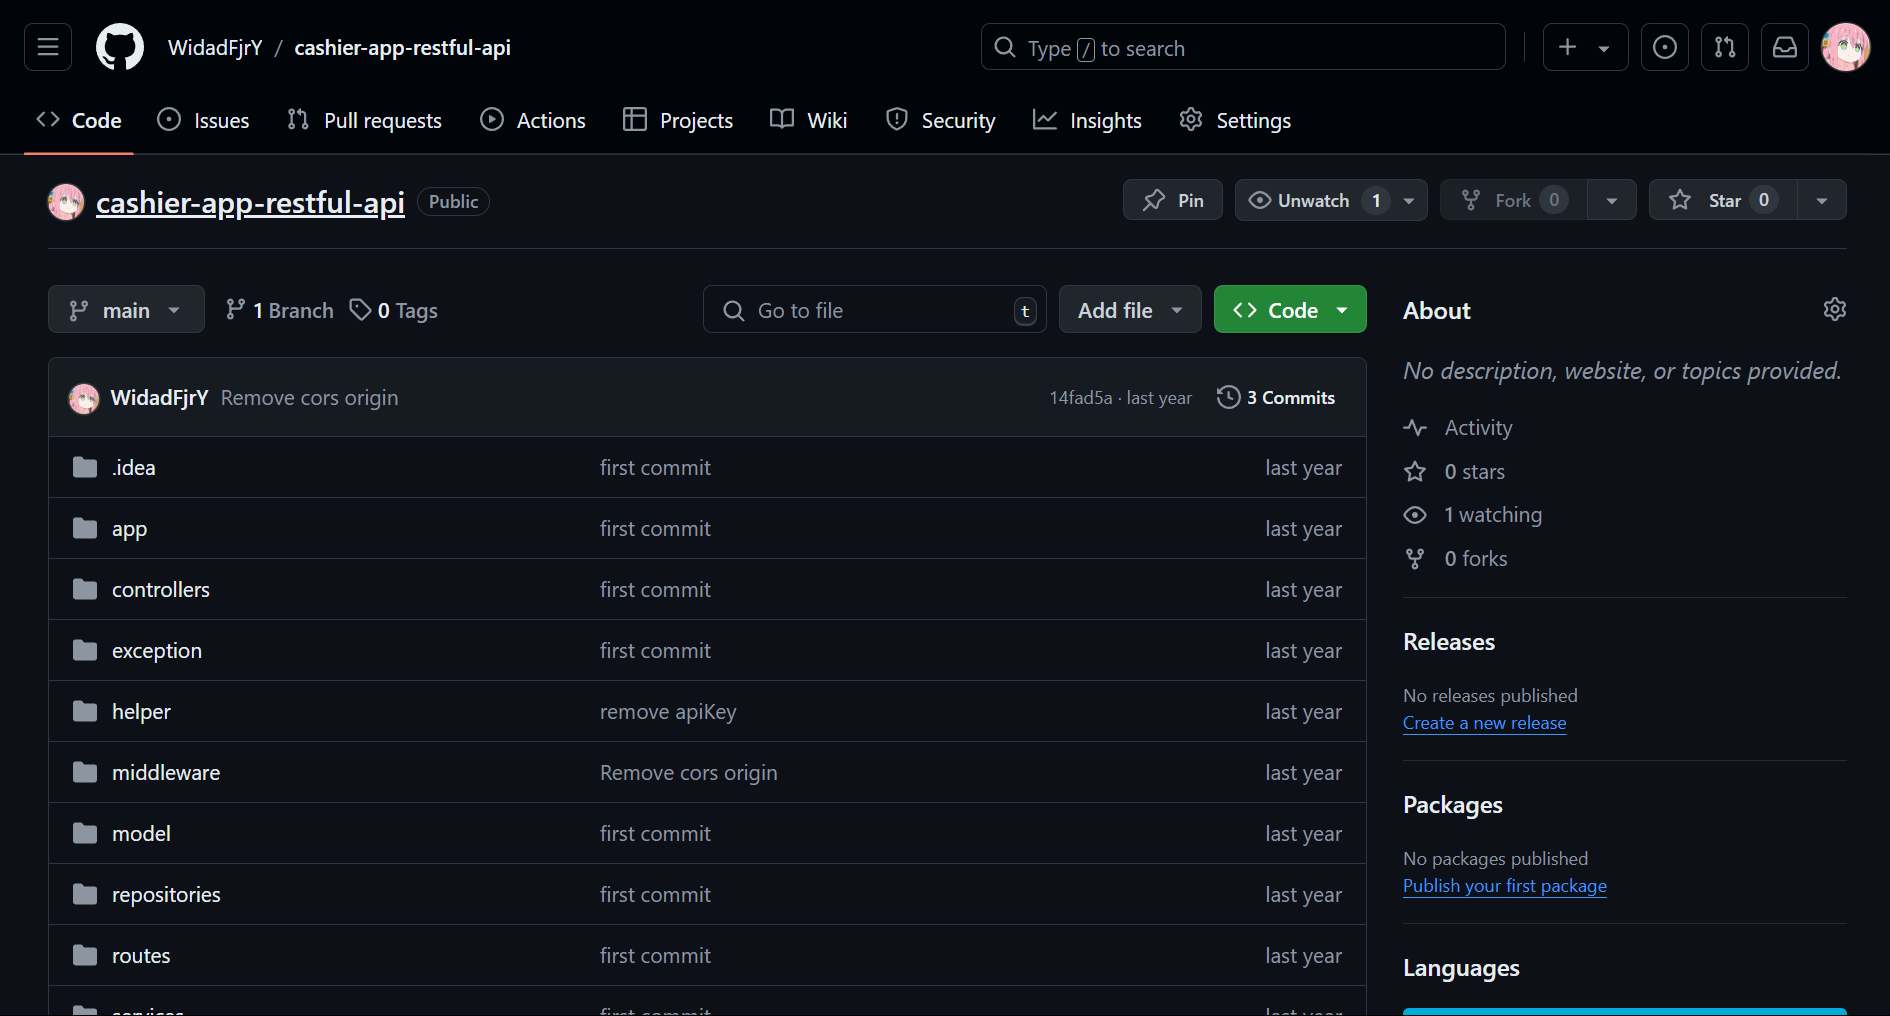 WidadFjrY / cashier-app-restful-api
Type / to search
Code Issues Pull requests Actions Projects Wiki Security Insights Settings
cashier-app-restful-api Public
Pin Unwatch 1 Fork 0 Star 0
main 1 Branch 0 Tags Go to file t Add file Code
WidadFjrY Remove cors origin 14fad5a · last year 3 Commits
.idea first commit last year
app first commit last year
controllers first commit last year
exception first commit last year
helper remove apiKey last year
middleware Remove cors origin last year
model first commit last year
repositories first commit last year
routes first commit last year
services first commit last year
About
No description, website, or topics provided.
Activity
0 stars
1 watching
0 forks
Releases
No releases published
Create a new release
Packages
No packages published
Publish your first package
Languages